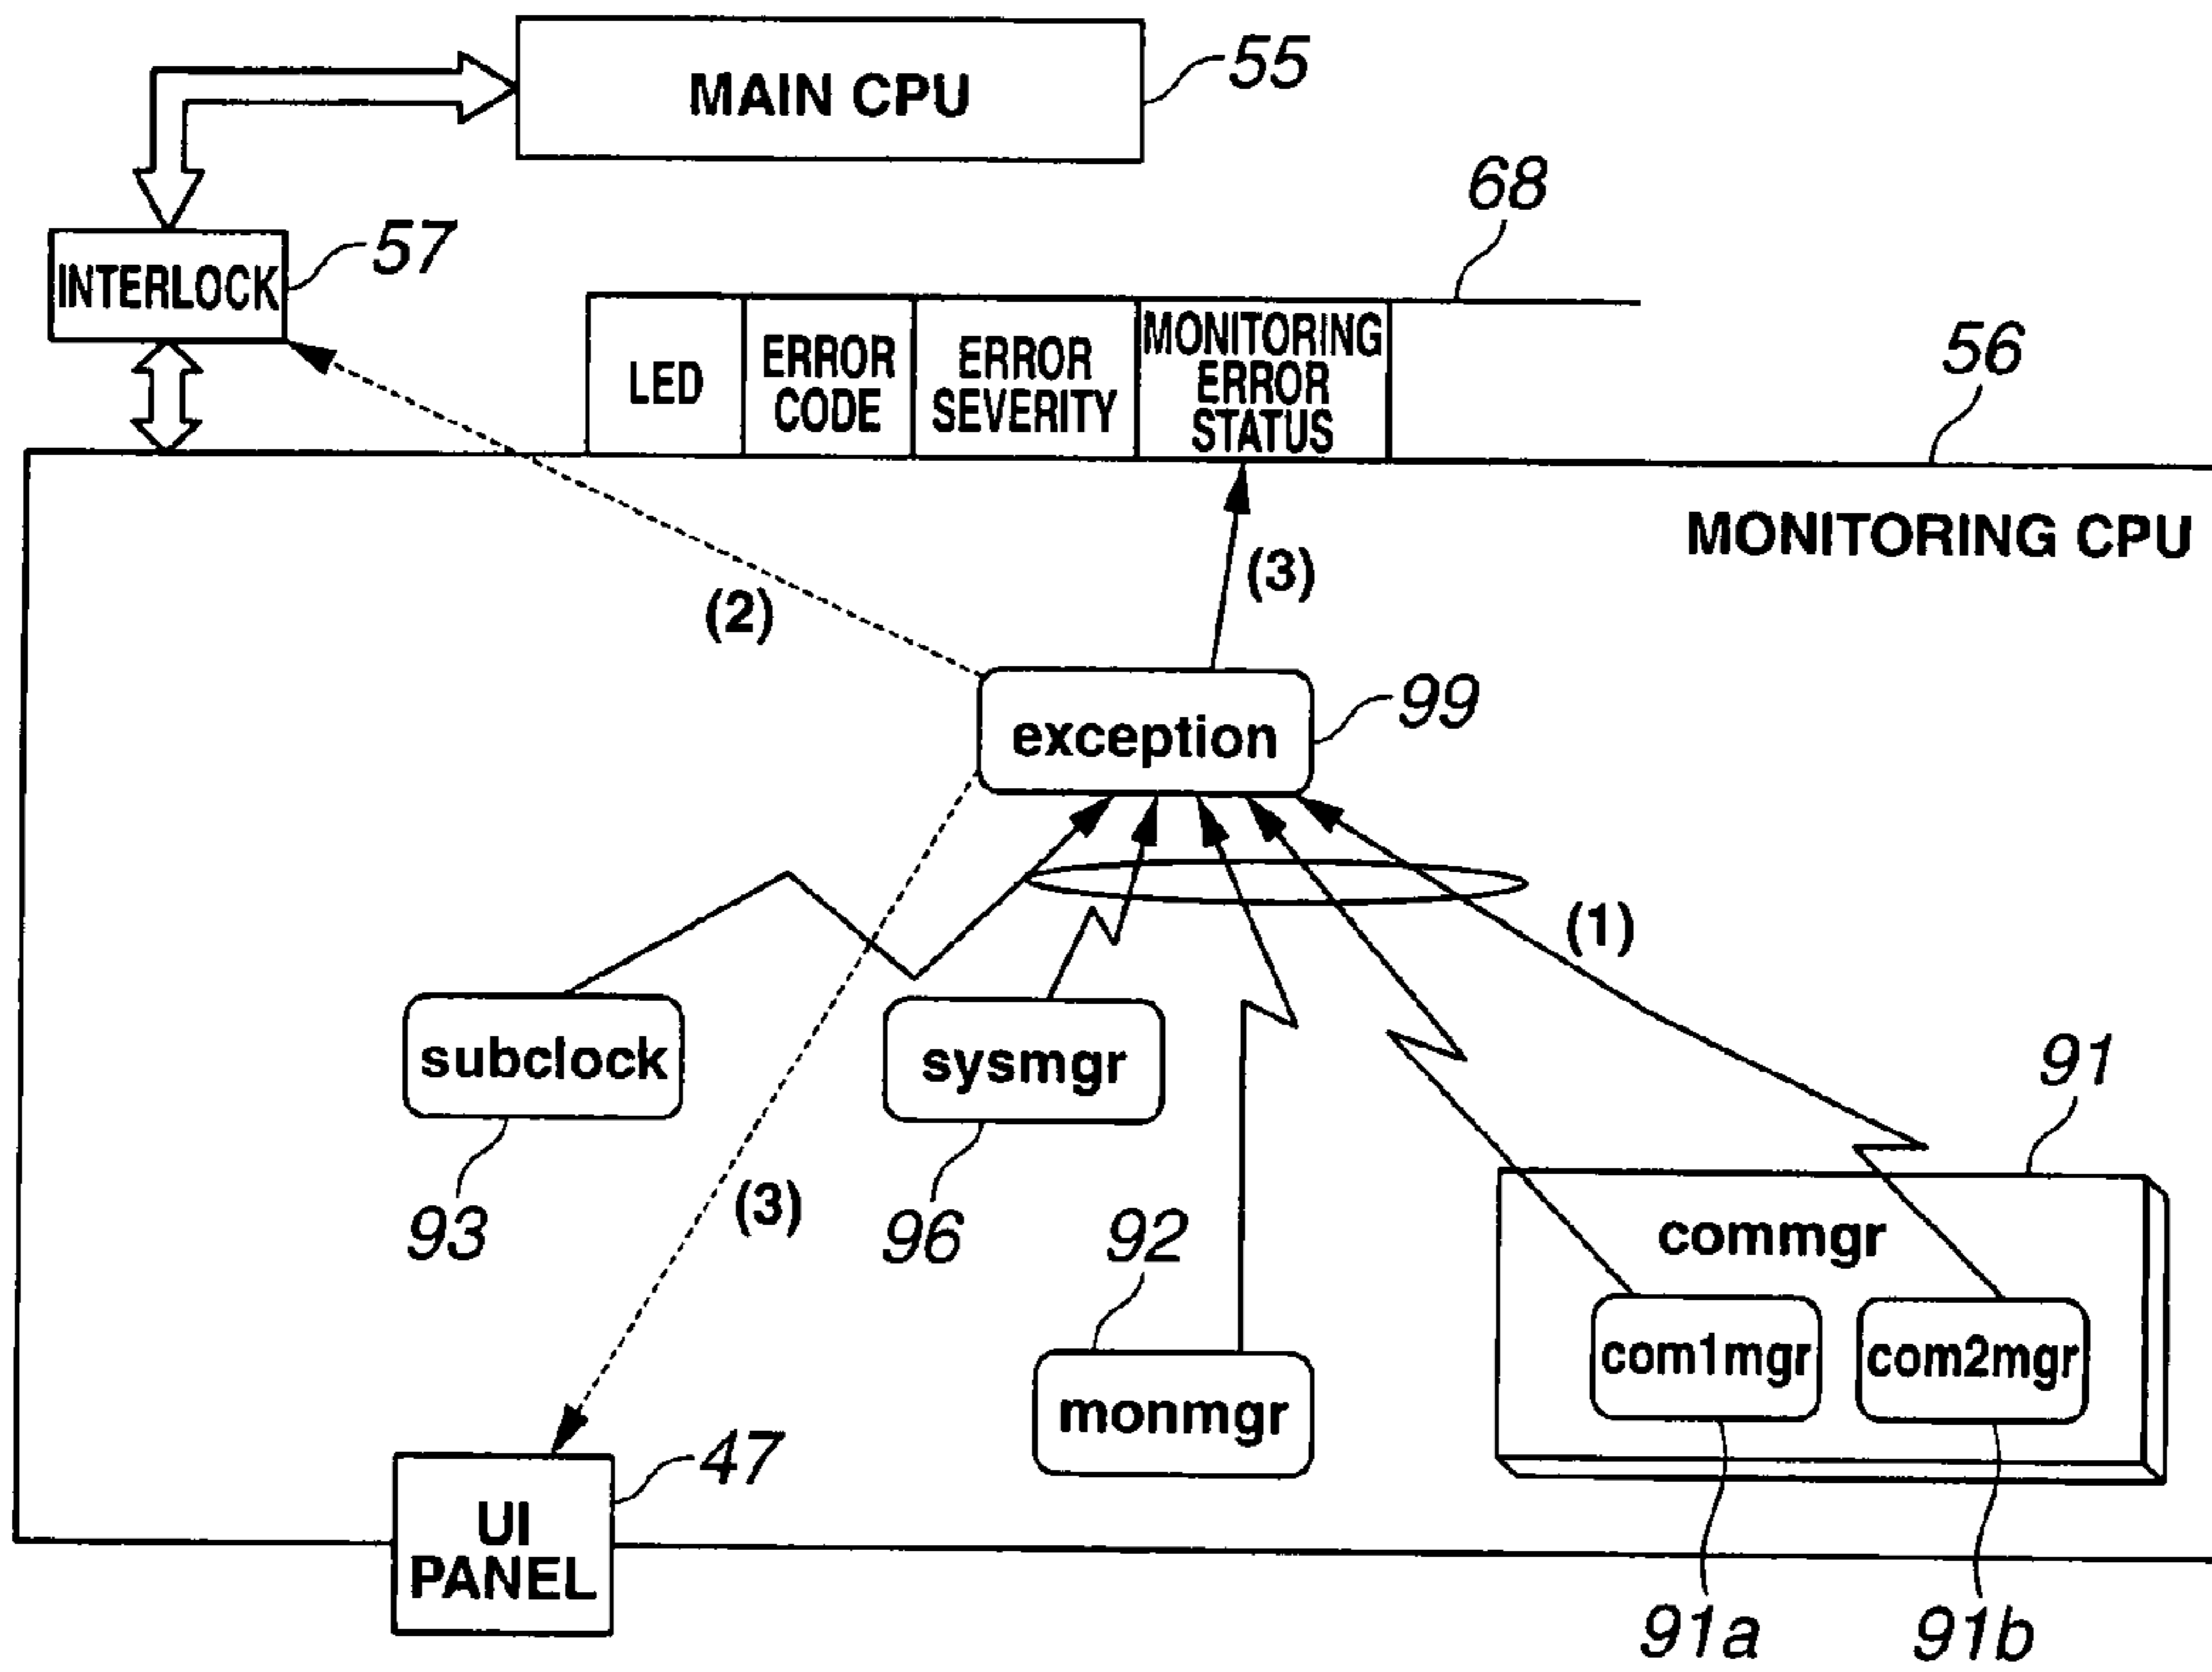 MAIN CPU
55
68
INTERLOCK
57
LED
ERROR
CODE
ERROR
SEVERITY
MONITORING
ERROR
STATUS
56
MONITORING CPU
(2)
(3)
exception
99
(1)
subclock
93
sysmgr
96
(3)
92
monmgr
91
commgr
com1mgr
com2mgr
91a
91b
47
UI
PANEL